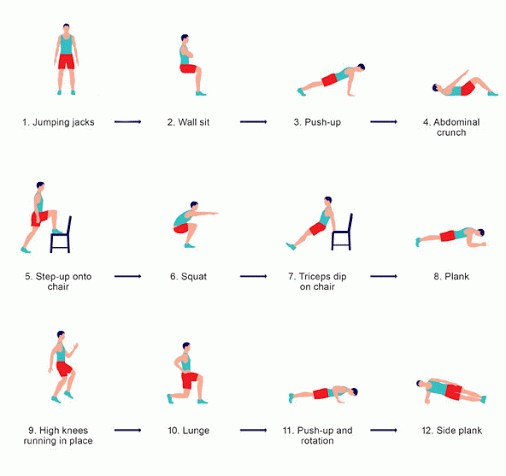 1. Jumping jacks
2. Wall sit
3. Push-up
4. Abdominal
crunch
5. Step-up onto
chair
6. Squat
7. Triceps dip
on chair
8. Plank
9. High knees
running in place
10. Lunge
11. Push-up and
rotation
12. Side plank